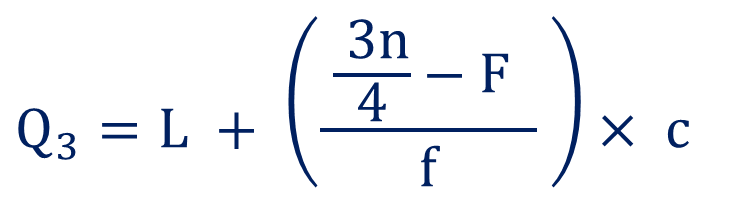 Q₃ = L + ( (3n/4 − F) / f ) × c